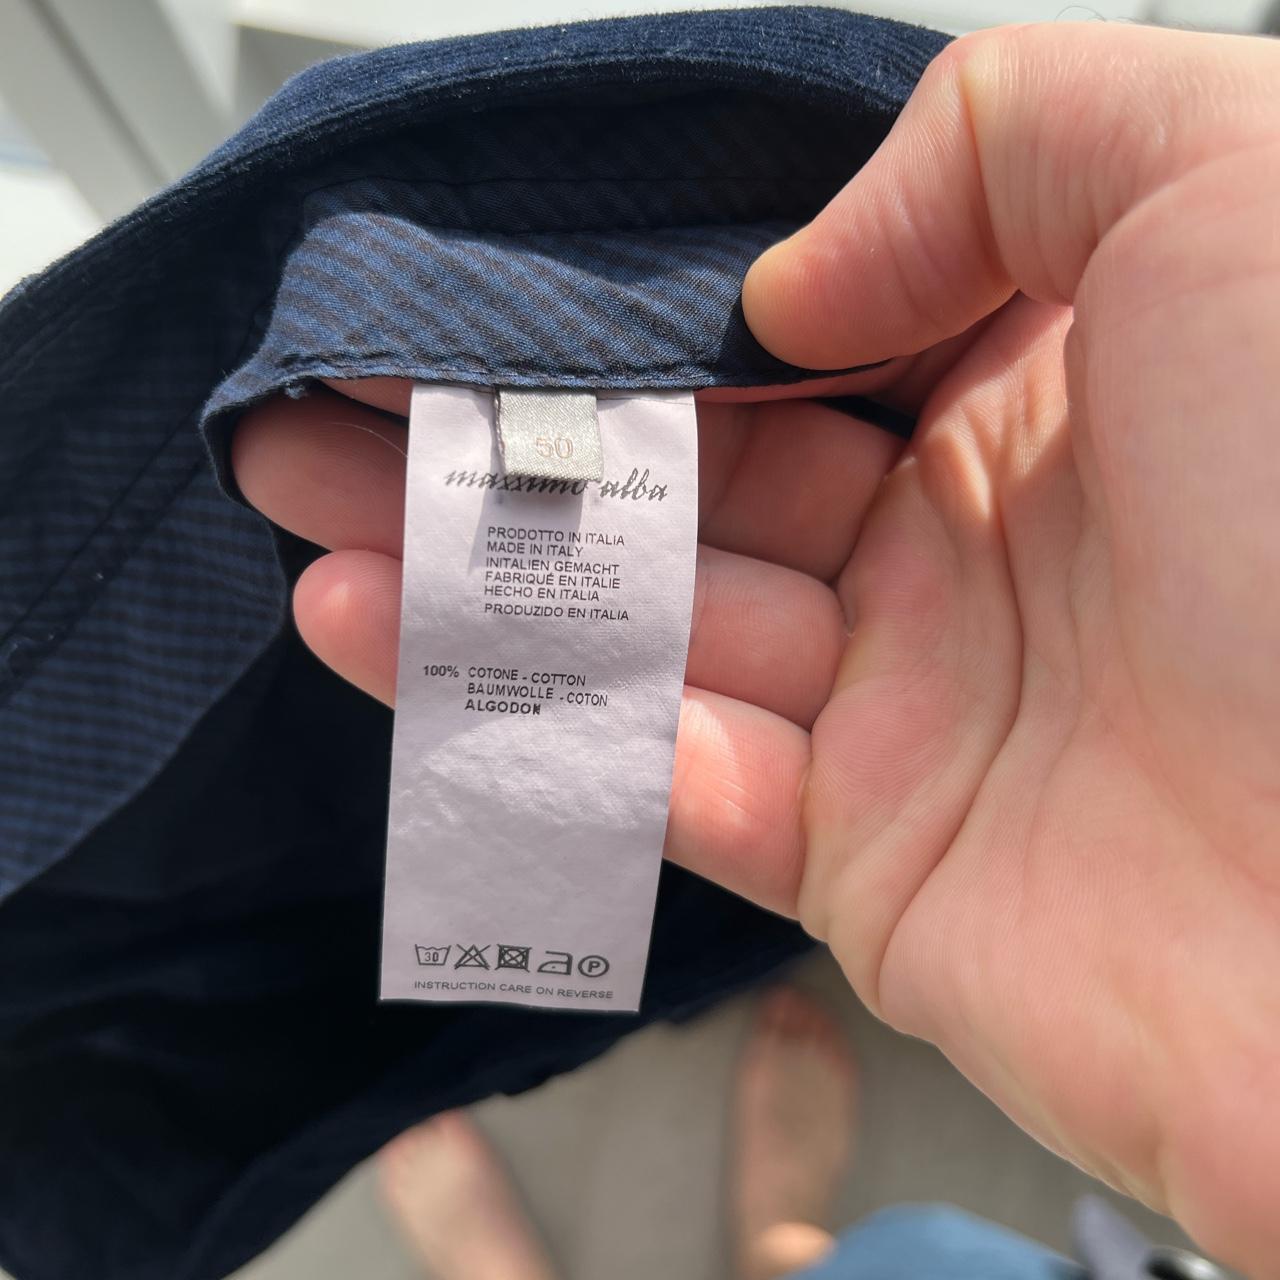 50
massimo alba
PRODOTTO IN ITALIA
MADE IN ITALY
INITALIEN GEMACHT
FABRIQUÉ EN ITALIE
HECHO EN ITALIA
PRODUZIDO EN ITALIA
100% COTONE - COTTON
BAUMWOLLE - COTON
ALGODON
30 P
INSTRUCTION CARE ON REVERSE